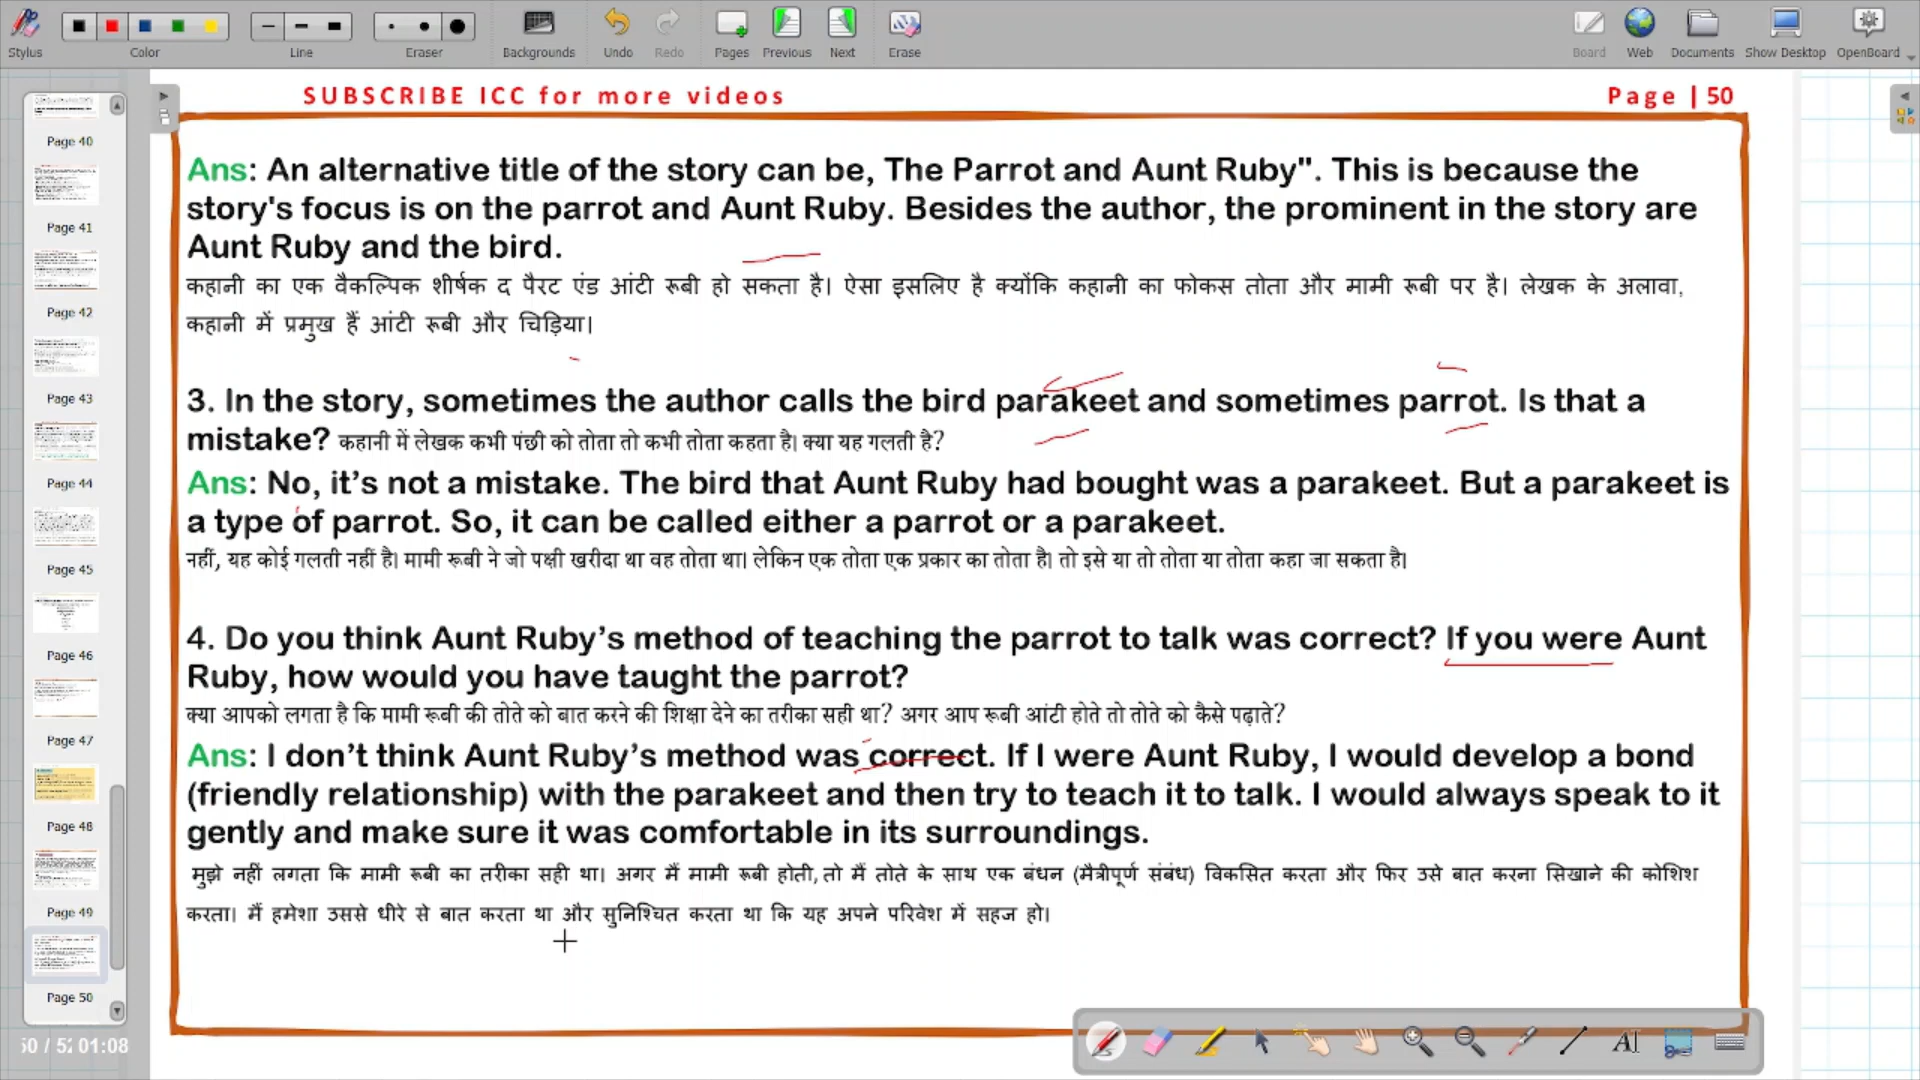 Stylus Color Line Eraser Backgrounds Undo Redo Pages Previous Next Erase Board Web Documents Show Desktop OpenBoard
SUBSCRIBE ICC for more videos
Page | 50
Ans: An alternative title of the story can be, The Parrot and Aunt Ruby". This is because the
story's focus is on the parrot and Aunt Ruby. Besides the author, the prominent in the story are
Aunt Ruby and the bird.
कहानी का एक वैकल्पिक शीर्षक द पैरट एंड आंटी रूबी हो सकता है। ऐसा इसलिए है क्योंकि कहानी का फोकस तोता और मामी रूबी पर है। लेखक के अलावा,
कहानी में प्रमुख हैं आंटी रूबी और चिड़िया।
3. In the story, sometimes the author calls the bird parakeet and sometimes parrot. Is that a
mistake? कहानी में लेखक कभी पंछी को तोता तो कभी तोता कहता है। क्या यह गलती है?
Ans: No, it’s not a mistake. The bird that Aunt Ruby had bought was a parakeet. But a parakeet is
a type of parrot. So, it can be called either a parrot or a parakeet.
नहीं, यह कोई गलती नहीं है। मामी रूबी ने जो पक्षी खरीदा था वह तोता था। लेकिन एक तोता एक प्रकार का तोता है। तो इसे या तो तोता या तोता कहा जा सकता है।
4. Do you think Aunt Ruby’s method of teaching the parrot to talk was correct? If you were Aunt
Ruby, how would you have taught the parrot?
क्या आपको लगता है कि मामी रूबी की तोते को बात करने की शिक्षा देने का तरीका सही था? अगर आप रूबी आंटी होते तो तोते को कैसे पढ़ाते?
Ans: I don’t think Aunt Ruby’s method was correct. If I were Aunt Ruby, I would develop a bond
(friendly relationship) with the parakeet and then try to teach it to talk. I would always speak to it
gently and make sure it was comfortable in its surroundings.
मुझे नहीं लगता कि मामी रूबी का तरीका सही था। अगर मैं मामी रूबी होती, तो मैं तोते के साथ एक बंधन (मैत्रीपूर्ण संबंध) विकसित करता और फिर उसे बात करना सिखाने की कोशिश
करता। मैं हमेशा उससे धीरे से बात करता था और सुनिश्चित करता था कि यह अपने परिवेश में सहज हो।
Page 40
Page 41
Page 42
Page 43
Page 44
Page 45
Page 46
Page 47
Page 48
Page 49
Page 50
01:08